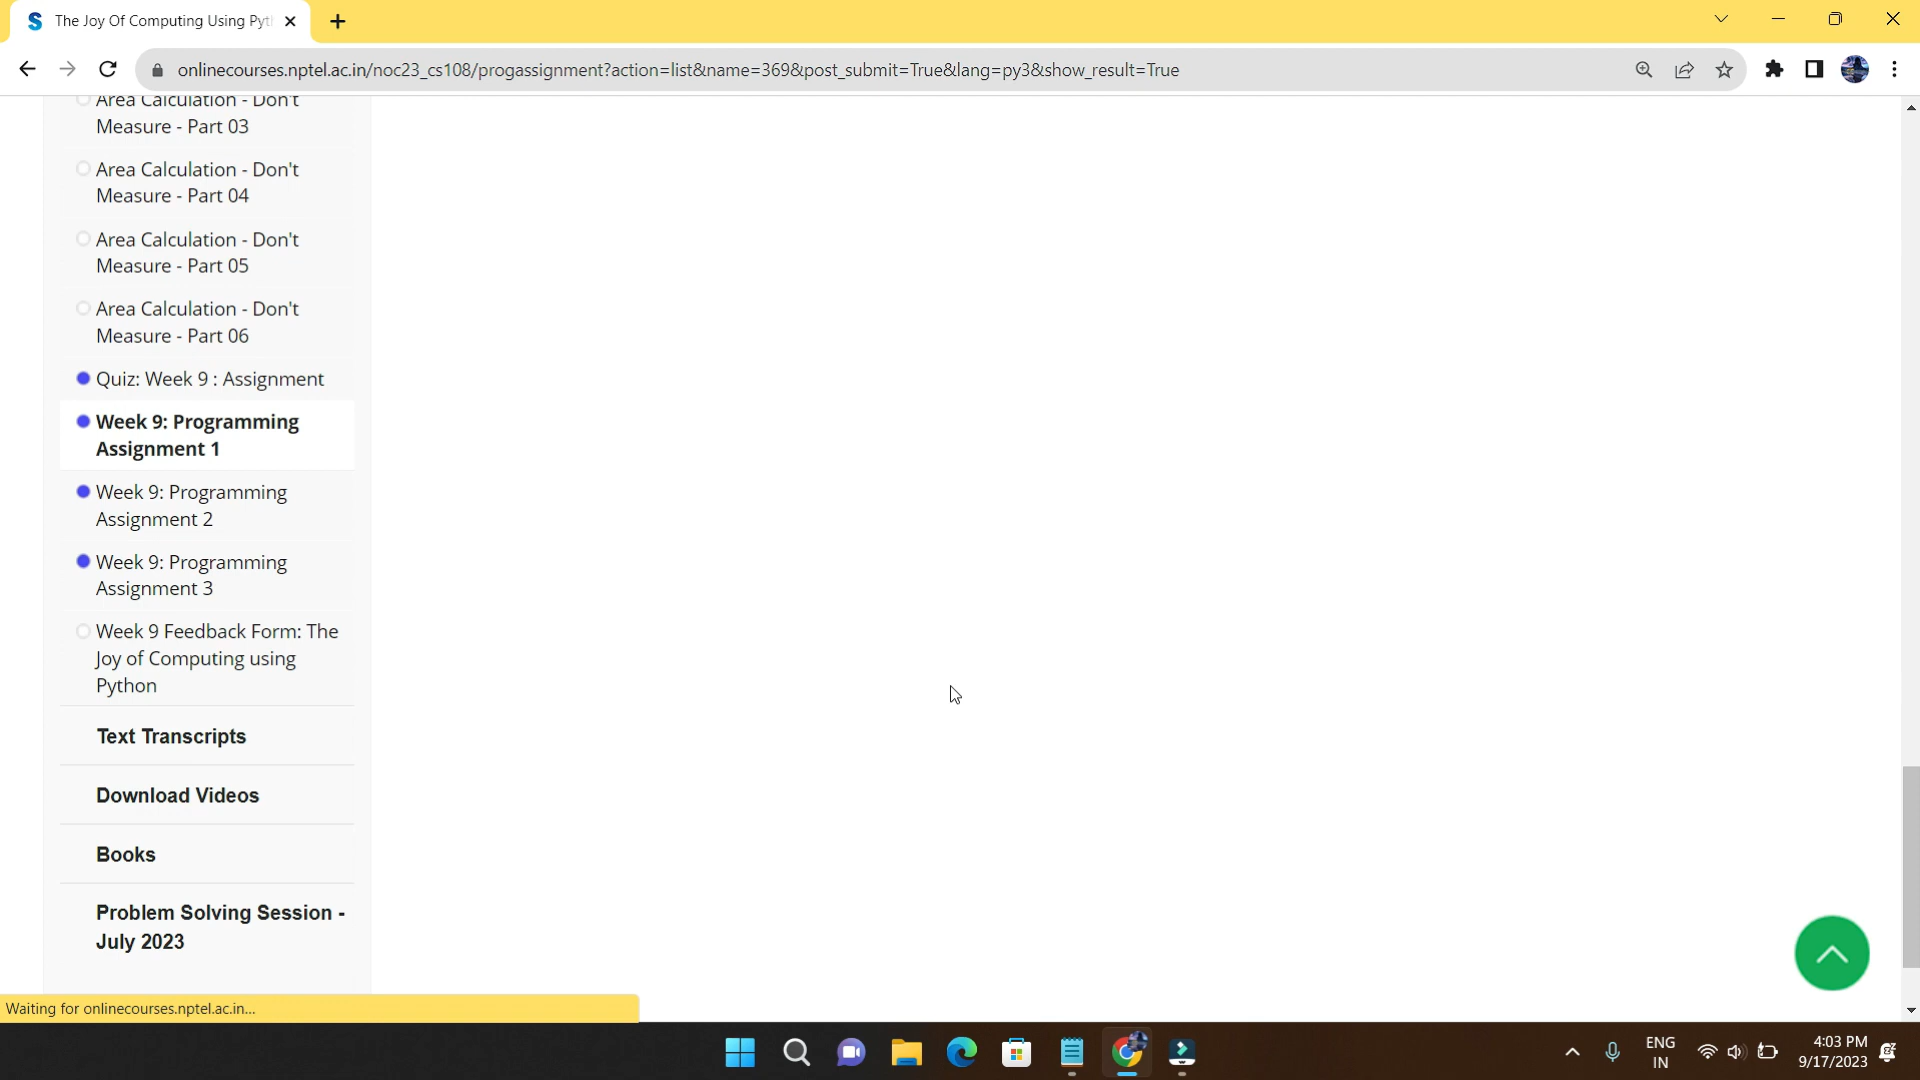 The Joy Of Computing Using Pyt
onlinecourses.nptel.ac.in/noc23_cs108/progassignment?action=list&name=369&post_submit=True&lang=py3&show_result=True
Area Calculation - Don't
Measure - Part 03
Area Calculation - Don't
Measure - Part 04
Area Calculation - Don't
Measure - Part 05
Area Calculation - Don't
Measure - Part 06
Quiz: Week 9 : Assignment
Week 9: Programming
Assignment 1
Week 9: Programming
Assignment 2
Week 9: Programming
Assignment 3
Week 9 Feedback Form: The
Joy of Computing using
Python
Text Transcripts
Download Videos
Books
Problem Solving Session -
July 2023
Waiting for onlinecourses.nptel.ac.in...
ENG
IN
4:03 PM
9/17/2023